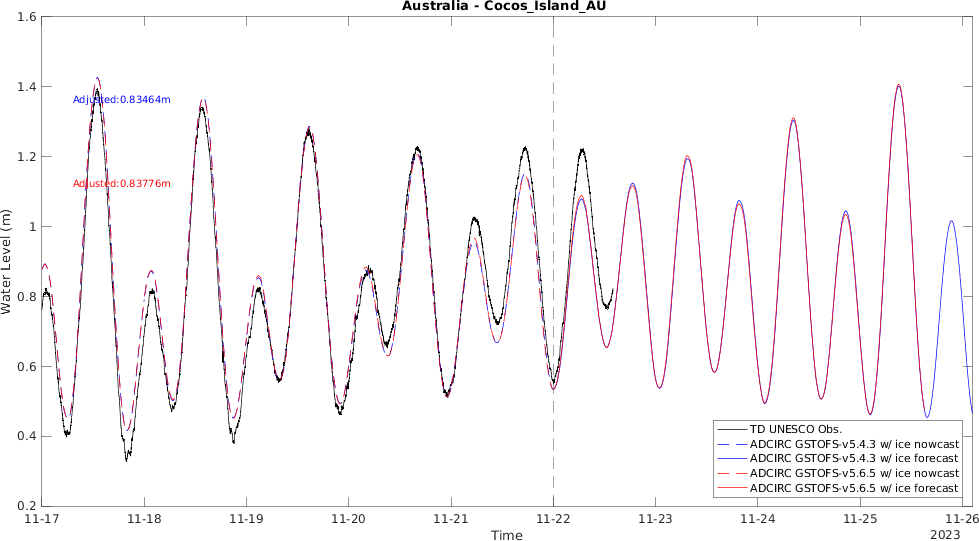 Australia - Cocos_Island_AU
1.6
1.4
1.2
1
0.8
0.6
0.4
0.2
Water Level (m)
Adjusted:0.83464m
Adjusted:0.83776m
TD UNESCO Obs.
ADCIRC GSTOFS-v5.4.3 w/ ice nowcast
ADCIRC GSTOFS-v5.4.3 w/ ice forecast
ADCIRC GSTOFS-v5.6.5 w/ ice nowcast
ADCIRC GSTOFS-v5.6.5 w/ ice forecast
11-17 11-18 11-19 11-20 11-21 11-22 11-23 11-24 11-25 11-26
Time
2023